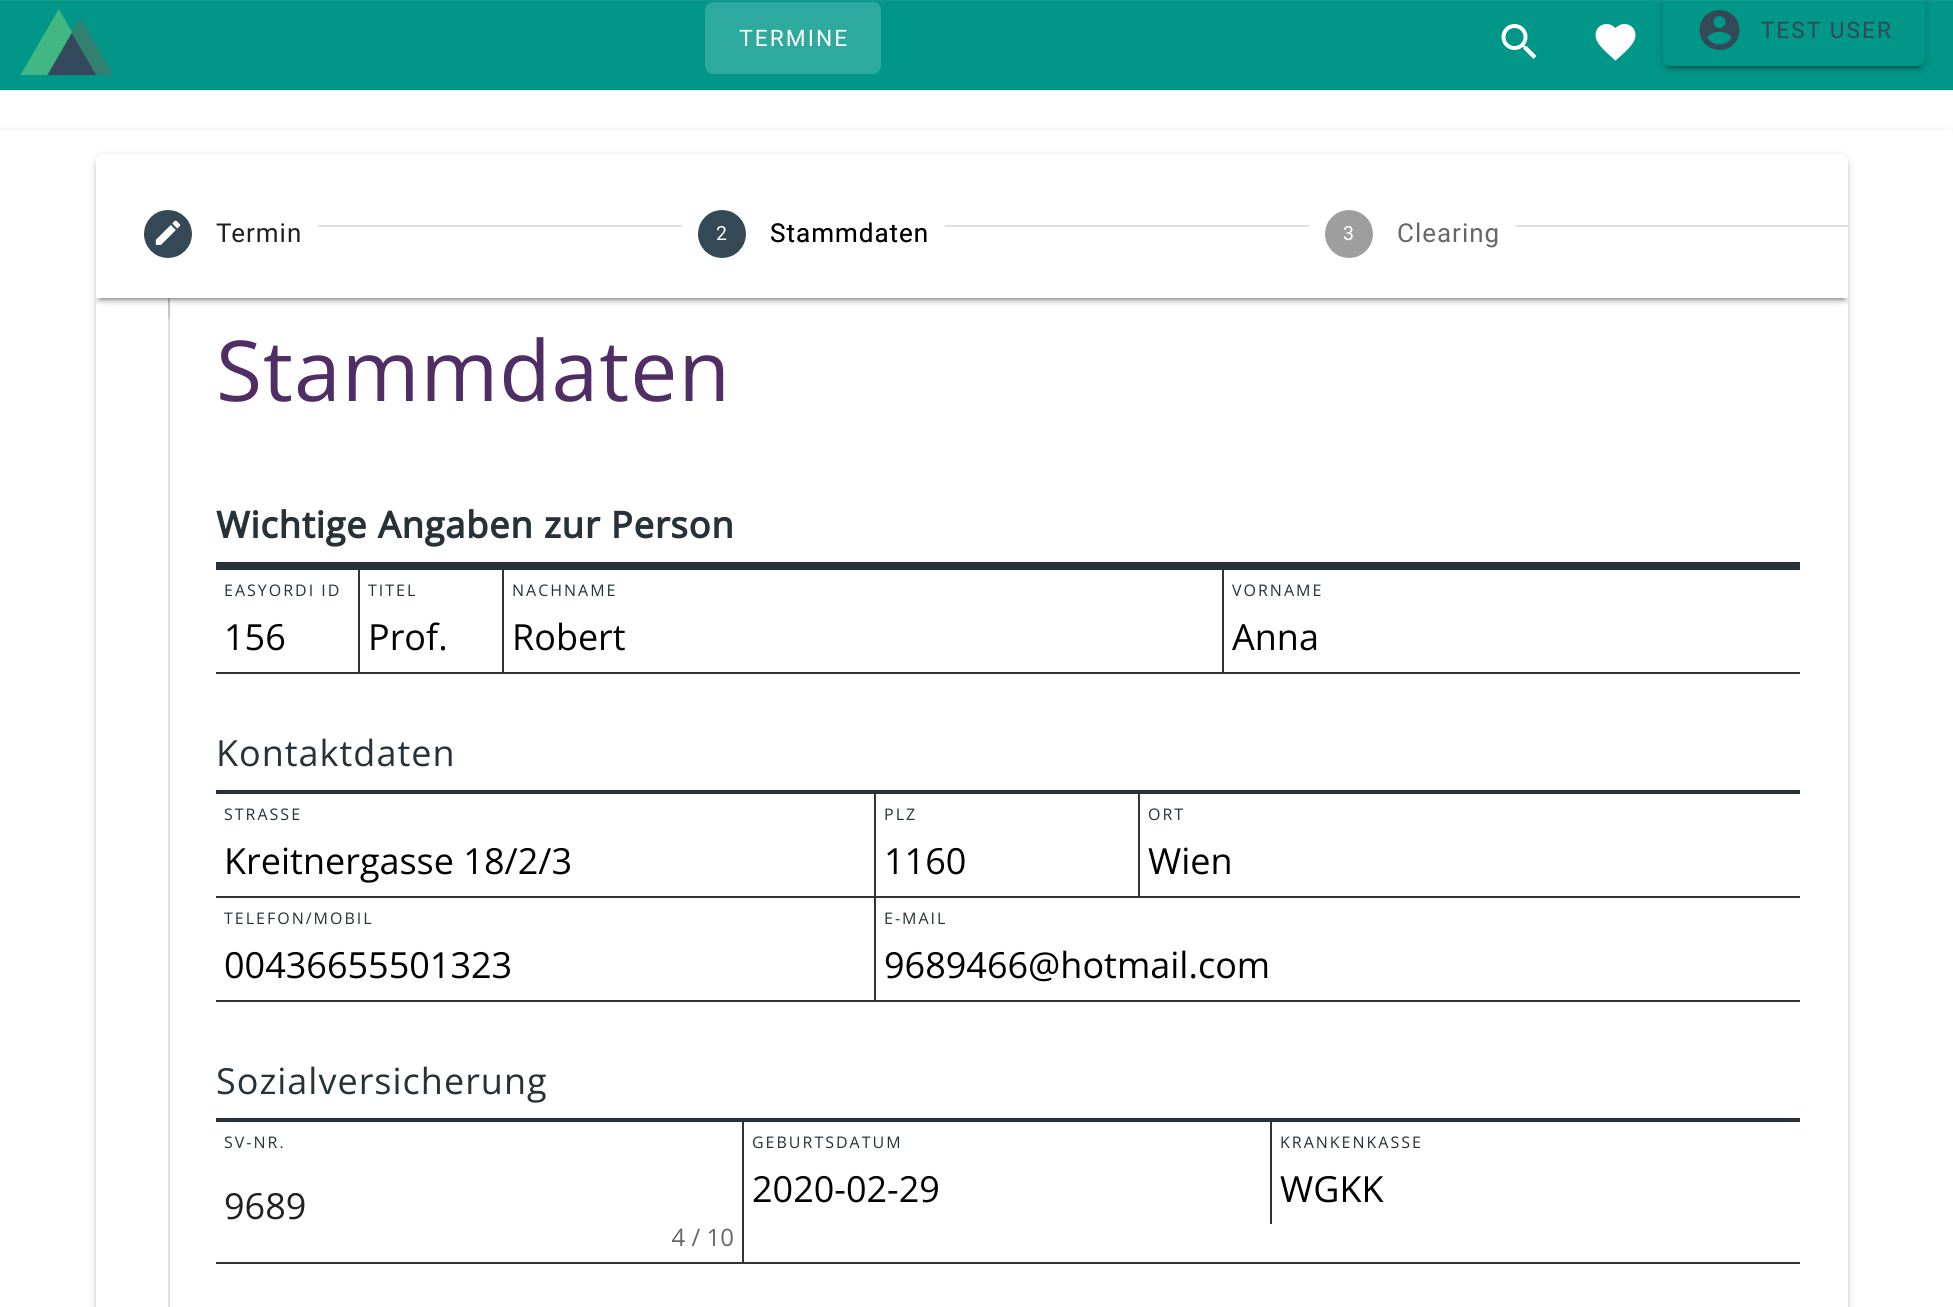 TERMINE
TEST USER
Termin
2 Stammdaten
3 Clearing
Stammdaten
Wichtige Angaben zur Person
EASYORDI ID TITEL NACHNAME VORNAME
156 Prof. Robert Anna
Kontaktdaten
STRASSE PLZ ORT
Kreitnergasse 18/2/3 1160 Wien
TELEFON/MOBIL E-MAIL
00436655501323 9689466@hotmail.com
Sozialversicherung
SV-NR. GEBURTSDATUM KRANKENKASSE
9689 2020-02-29 WGKK
4 / 10